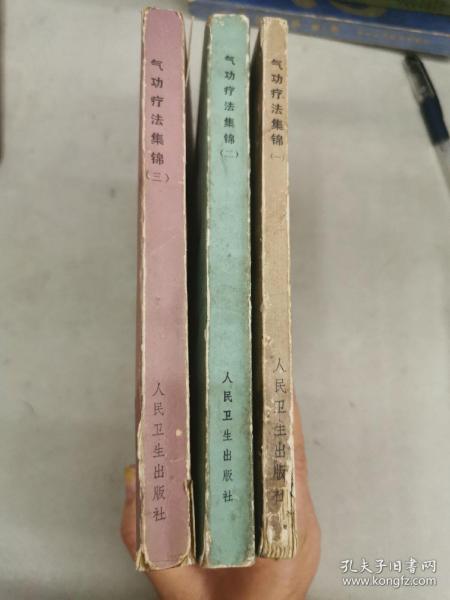 气功疗法集锦（三）
人民卫生出版社
气功疗法集锦（二）
人民卫生出版社
气功疗法集锦（一）
人民卫生出版社
孔夫子旧书网
www.kongfz.com